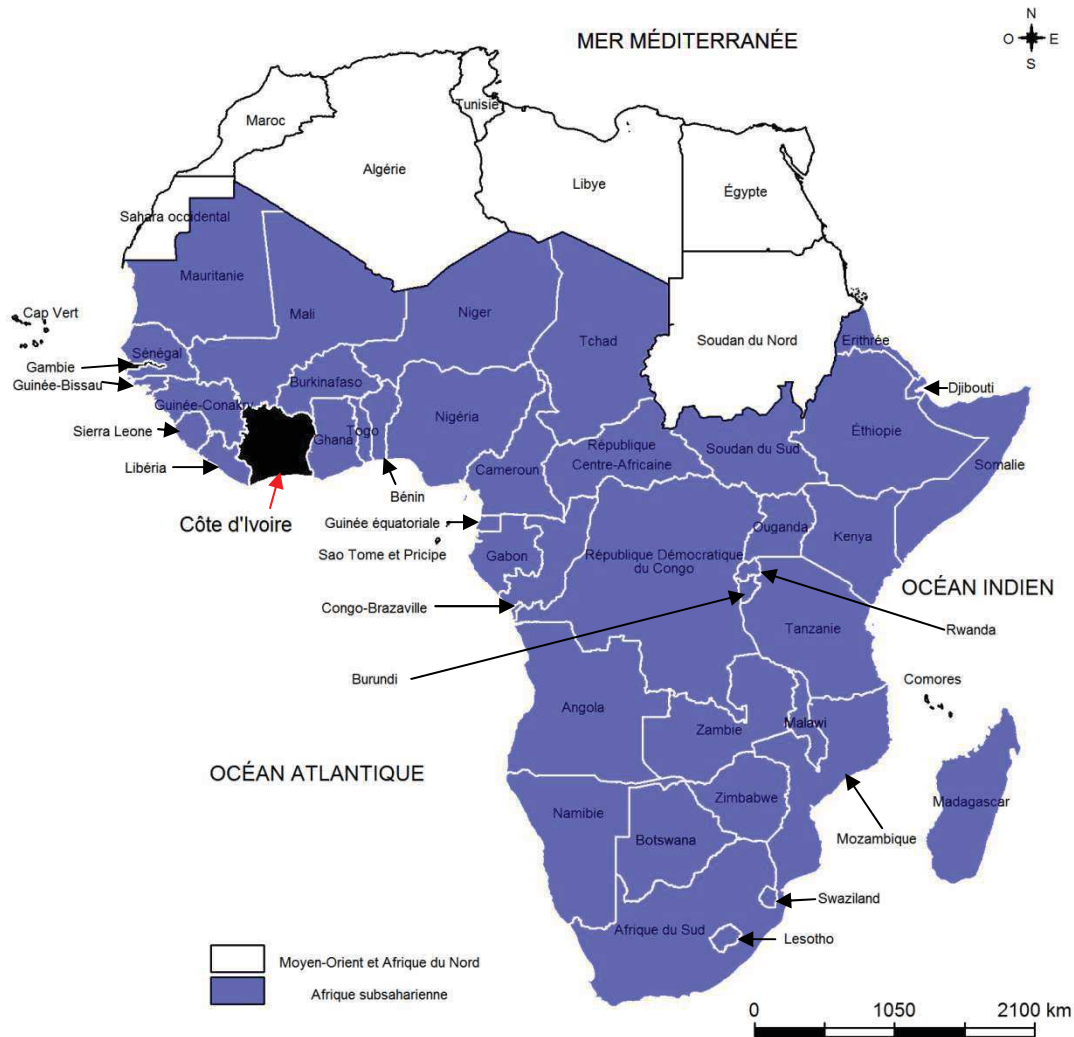 N
MER MÉDITERRANÉE
O
E
S
Tunisie
Maroc
Algérie
Libye
Égypte
Sahara occidental
Mauritanie
Mali
Niger
Tchad
Soudan du Nord
Erithrée
Cap Vert
Sénégal
Gambie
Guinée-Bissau
Burkinafaso
Djibouti
Guinée-Conakry
Nigéria
Éthiopie
Sierra Leone
Ghana
Togo
République
Centre-Africaine
Soudan du Sud
Somalie
Libéria
Cameroun
Bénin
Côte d'Ivoire
Guinée équatoriale
Ouganda
Kenya
Sao Tome et Pricipe
Gabon
République Démocratique
du Congo
OCÉAN INDIEN
Congo-Brazaville
Tanzanie
Rwanda
Burundi
Comores
Angola
Zambie
Malawi
OCÉAN ATLANTIQUE
Zimbabwe
Madagascar
Namibie
Botswana
Mozambique
Swaziland
Afrique du Sud
Lesotho
Moyen-Orient et Afrique du Nord
Afrique subsaharienne
0
1050
2100 km